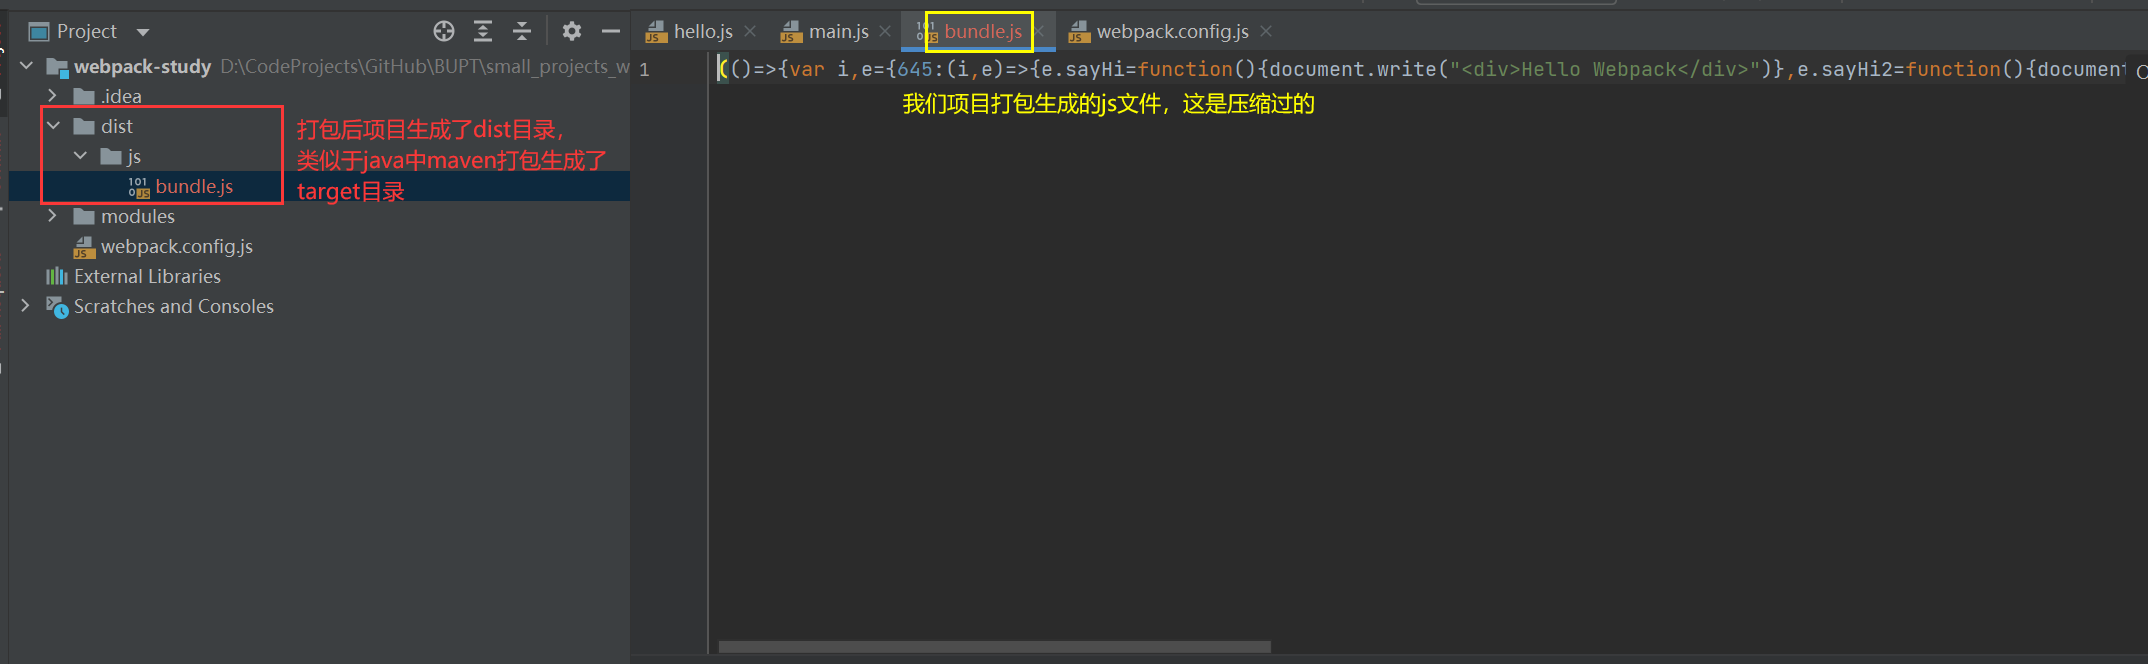 Project
webpack-study D:\CodeProjects\GitHub\BUPT\small_projects_w
.idea
dist
js
bundle.js
modules
webpack.config.js
External Libraries
Scratches and Consoles
打包后项目生成了dist目录，
类似于java中maven打包生成了
target目录
hello.js
main.js
bundle.js
webpack.config.js
1
(()=>{var i,e={645:(i,e)=>{e.sayHi=function(){document.write("<div>Hello Webpack</div>")},e.sayHi2=function(){document
我们项目打包生成的js文件，这是压缩过的